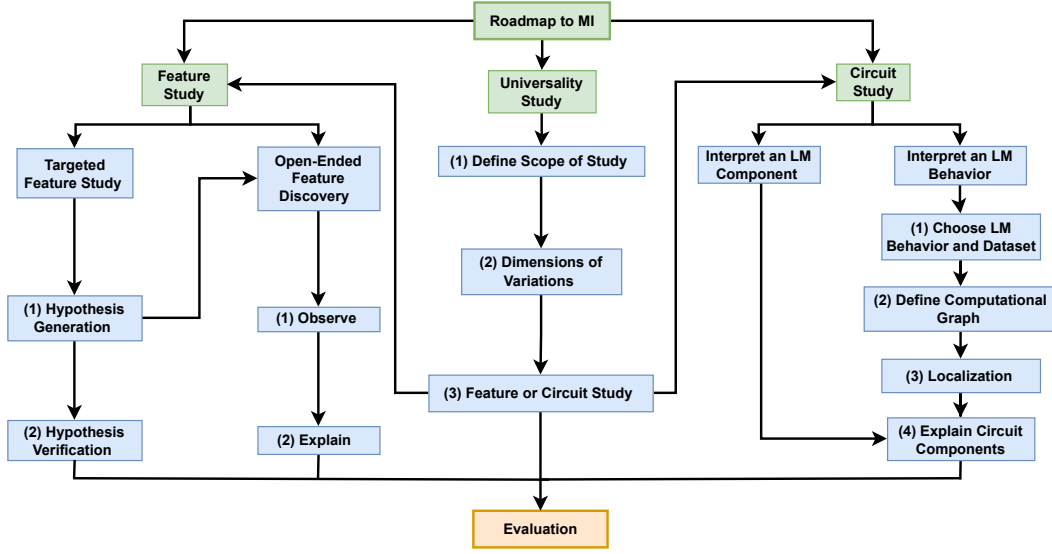 Roadmap to MI
Feature
Study
Universality
Study
Circuit
Study
Targeted
Feature Study
Open-Ended
Feature
Discovery
(1) Define Scope of Study
Interpret an LM
Component
Interpret an LM
Behavior
(1) Choose LM
Behavior and Dataset
(2) Dimensions of
Variations
(1) Hypothesis
Generation
(1) Observe
(2) Define Computational
Graph
(3) Feature or Circuit Study
(3) Localization
(2) Hypothesis
Verification
(2) Explain
(4) Explain Circuit
Components
Evaluation